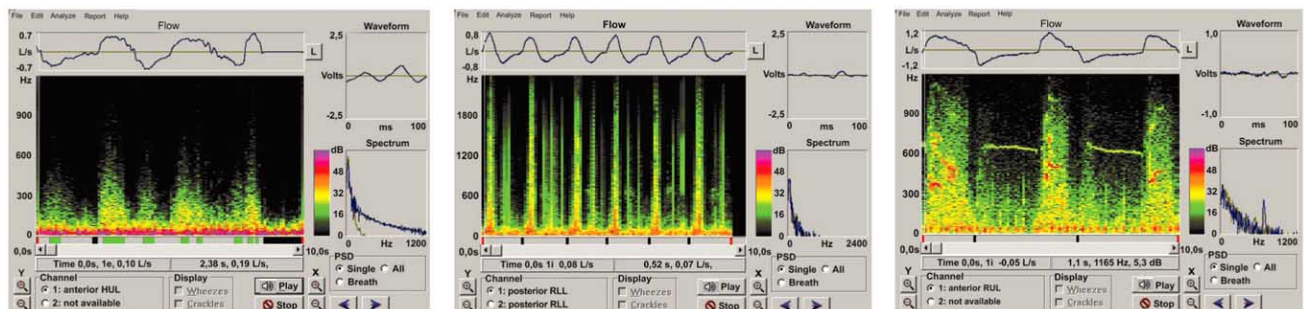 File Edit Analyze Report Help
Flow
Waveform
0.7
L/s
-0.7
L
2,5
Volts
-2,5
0 ms 100
Hz
900
600
300
0
Spectrum
dB
48
32
16
0 Hz 1200
0,0s
10,0s
Time 0,0s, 1e, 0,10 L/s
2,38 s, 0,19 L/s,
PSD
Single All
Breath
Y
Channel
1: anterior HUL
2: not available
Display
Wheezes
Crackles
Play
Stop
X
File Edit Analyze Report Help
Flow
Waveform
0,8
L/s
-0,8
L
2,5
Volts
-2,5
0 ms 100
Hz
1800
1200
600
0
Spectrum
dB
48
32
16
0 Hz 2400
0,0s
10,0s
Time 0,0s 1i 0,08 L/s
0,52 s, 0,07 L/s,
PSD
Single All
Breath
Y
Channel
1: posterior RLL
2: posterior RLL
Display
Wheezes
Crackles
Play
Stop
X
File Edit Analyze Report Help
Flow
Waveform
1,2
L/s
-1,2
L
1,0
Volts
-1,0
0 ms 100
Hz
900
600
300
0
Spectrum
dB
48
32
16
0 Hz 1200
0,0s
10,0s
Time 0,0s, 1i -0,05 L/s
1,1 s, 1165 Hz, 5,3 dB
PSD
Single All
Breath
Y
Channel
1: anterior RUL
2: not available
Display
Wheezes
Crackles
Play
Stop
X